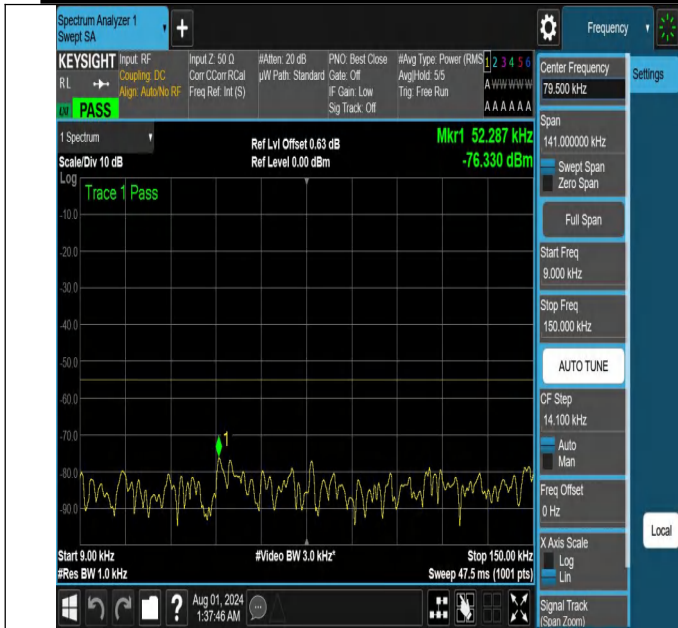 Spectrum Analyzer 1
Swept SA
+
Frequency
KEYSIGHT
RL
LXI
PASS
Input: RF
Coupling: DC
Align: Auto/No RF
Input Z: 50 Ω
Corr CCorr RCal
Freq Ref: Int (S)
#Atten: 20 dB
µW Path: Standard
PNO: Best Close
Gate: Off
IF Gain: Low
Sig Track: Off
#Avg Type: Power (RMS
Avg|Hold: 5/5
Trig: Free Run
1 2 3 4 5 6
A W W W W W
A A A A A A
1 Spectrum
Scale/Div 10 dB
Ref Lvl Offset 0.63 dB
Ref Level 0.00 dBm
Mkr1 52.287 kHz
-76.330 dBm
Log
Trace 1 Pass
-10.0
-20.0
-30.0
-40.0
-50.0
-60.0
-70.0
-80.0
-90.0
1
Start 9.00 kHz
#Res BW 1.0 kHz
#Video BW 3.0 kHz*
Stop 150.00 kHz
Sweep 47.5 ms (1001 pts)
Aug 01, 2024
1:37:46 AM
?
Center Frequency
79.500 kHz
Span
141.000000 kHz
Swept Span
Zero Span
Full Span
Start Freq
9.000 kHz
Stop Freq
150.000 kHz
AUTO TUNE
CF Step
14.100 kHz
Auto
Man
Freq Offset
0 Hz
X Axis Scale
Log
Lin
Signal Track
(Span Zoom)
Settings
Local